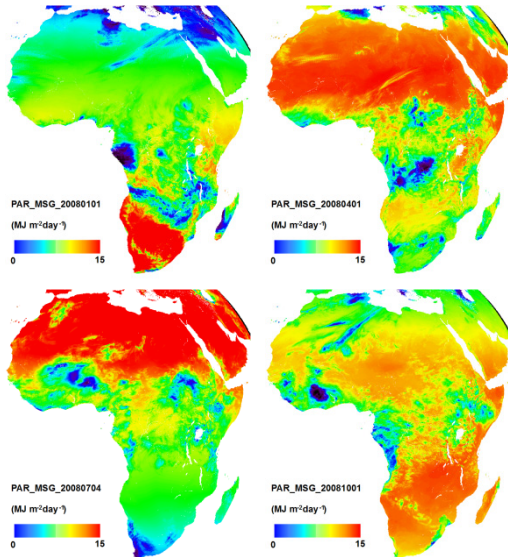 PAR_MSG_20080101
(MJ m-2day-1)
0 15
PAR_MSG_20080401
(MJ m-2day-1)
0 15
PAR_MSG_20080704
(MJ m-2day-1)
0 15
PAR_MSG_20081001
(MJ m-2day-1)
0 15